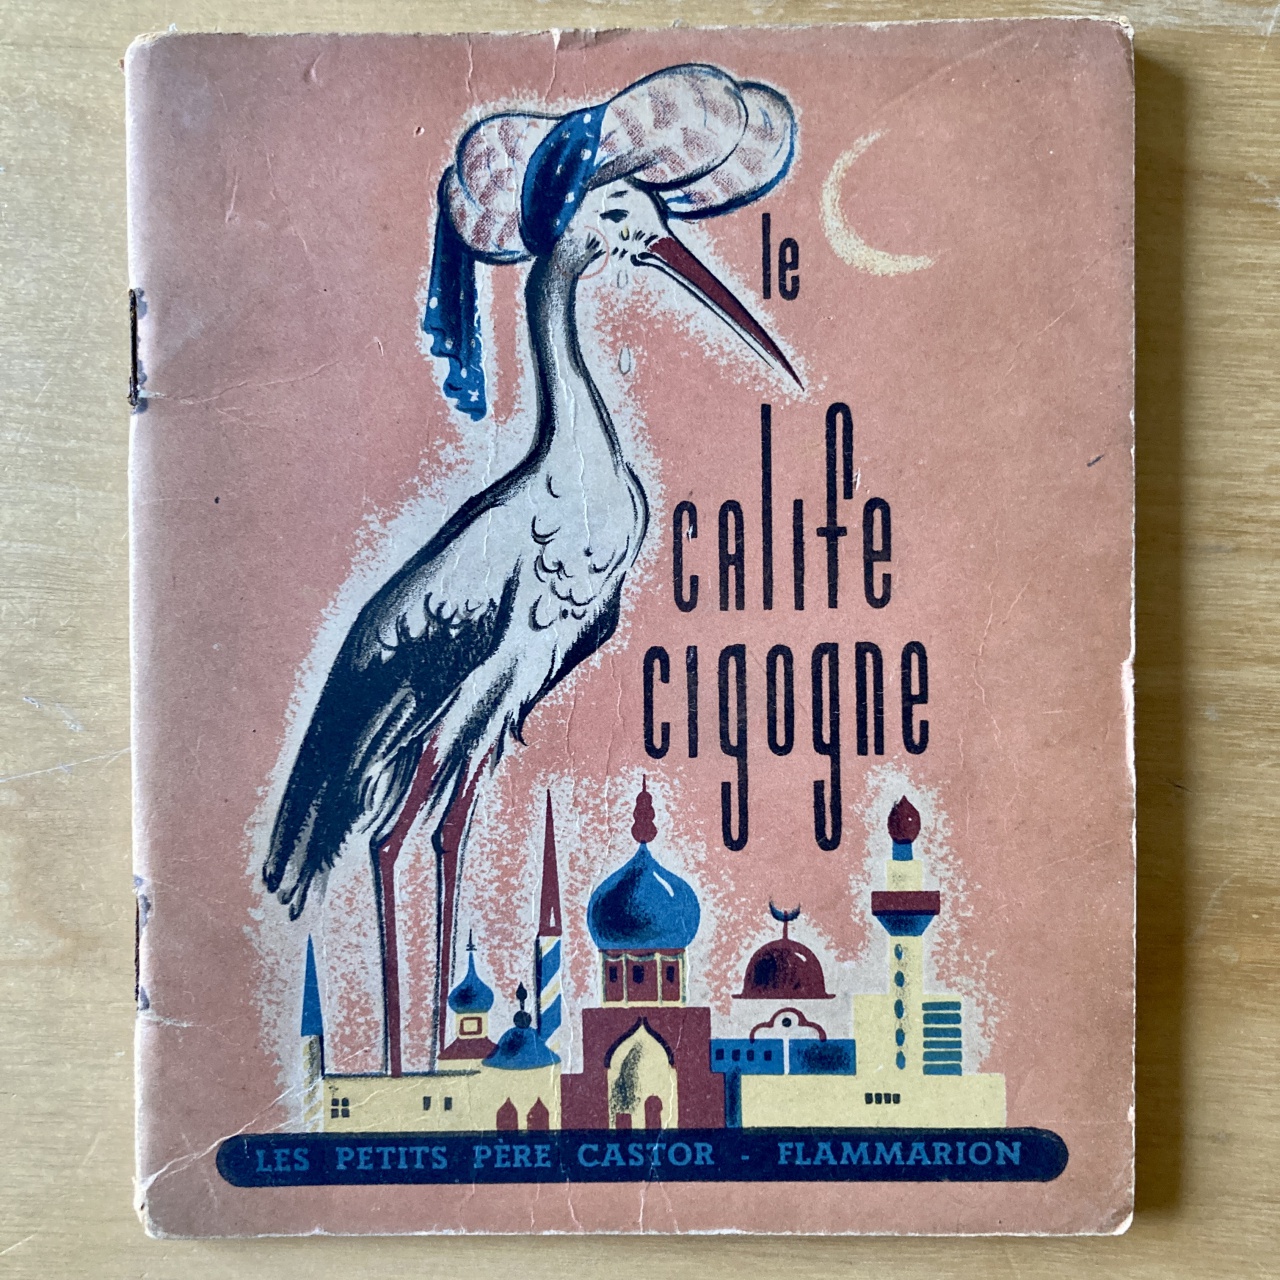 le
calife
cigogne
LES PETITS PÈRE CASTOR - FLAMMARION